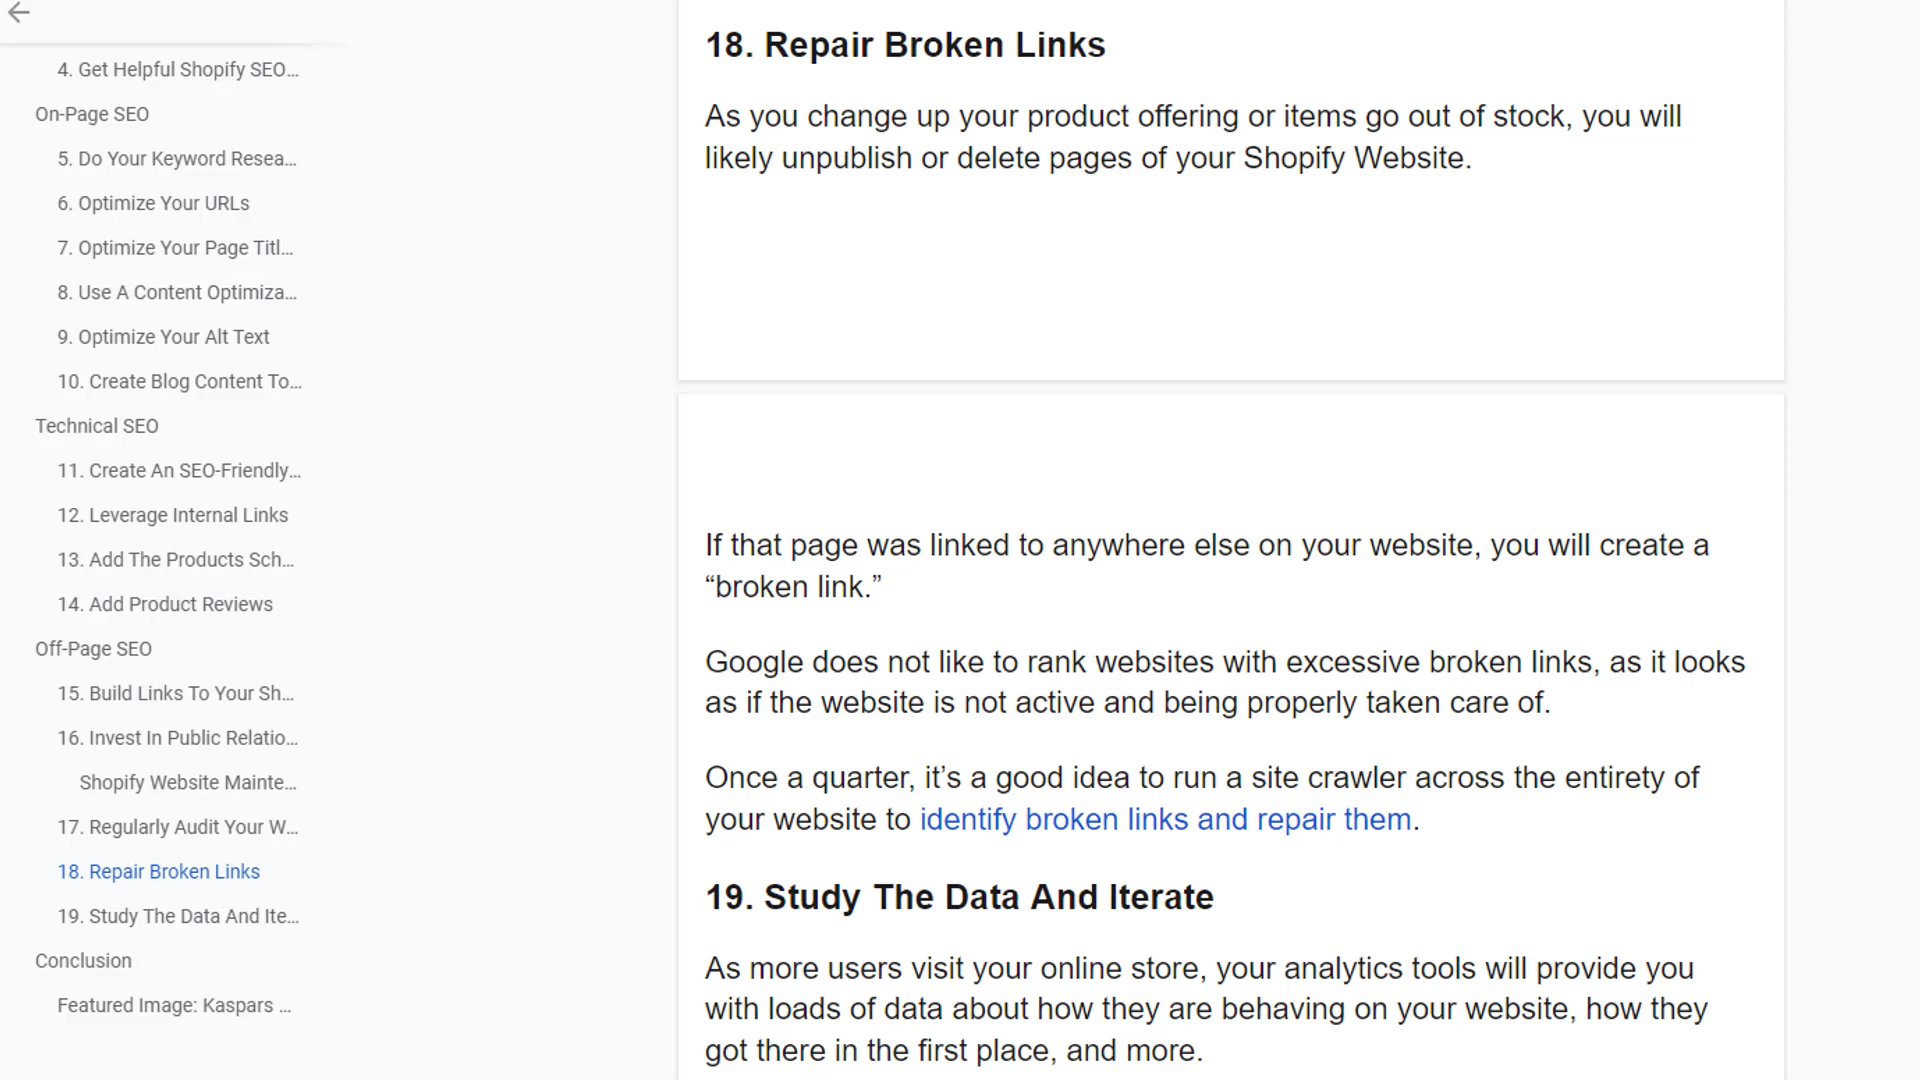 4. Get Helpful Shopify SEO...
On-Page SEO
5. Do Your Keyword Resea...
6. Optimize Your URLs
7. Optimize Your Page Titl...
8. Use A Content Optimiza...
9. Optimize Your Alt Text
10. Create Blog Content To...
Technical SEO
11. Create An SEO-Friendly...
12. Leverage Internal Links
13. Add The Products Sch...
14. Add Product Reviews
Off-Page SEO
15. Build Links To Your Sh...
16. Invest In Public Relatio...
Shopify Website Mainte...
17. Regularly Audit Your W...
18. Repair Broken Links
19. Study The Data And Ite...
Conclusion
Featured Image: Kaspars ...
18. Repair Broken Links
As you change up your product offering or items go out of stock, you will
likely unpublish or delete pages of your Shopify Website.
If that page was linked to anywhere else on your website, you will create a
“broken link.”
Google does not like to rank websites with excessive broken links, as it looks
as if the website is not active and being properly taken care of.
Once a quarter, it’s a good idea to run a site crawler across the entirety of
your website to identify broken links and repair them.
19. Study The Data And Iterate
As more users visit your online store, your analytics tools will provide you
with loads of data about how they are behaving on your website, how they
got there in the first place, and more.